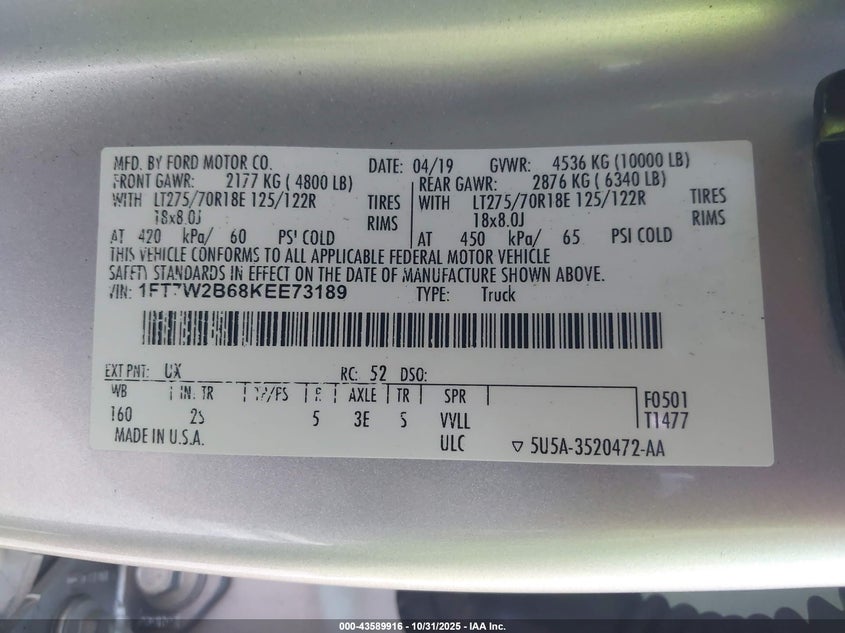 MFD. BY FORD MOTOR CO. DATE: 04/19 GVWR: 4536 KG (10000 LB)
FRONT GAWR: 2177 KG ( 4800 LB) REAR GAWR: 2876 KG ( 6340 LB)
WITH LT275/70R18E 125/122R TIRES WITH LT275/70R18E 125/122R TIRES
18x8.0J RIMS 18x8.0J RIMS
AT 420 kPa/ 60 PSI COLD AT 450 kPa/ 65 PSI COLD
THIS VEHICLE CONFORMS TO ALL APPLICABLE FEDERAL MOTOR VEHICLE
SAFETY STANDARDS IN EFFECT ON THE DATE OF MANUFACTURE SHOWN ABOVE.
VIN: 1FT7W2B68KEE73189 TYPE: Truck
EXT PNT: UX RC: 52 DSO:
WB IN. TR TP/PS R AXLE TR SPR F0501
160 2S 5 3E S VVLL T1477
MADE IN U.S.A. ULC ▽ 5U5A-3520472-AA
000-43589916 - 10/31/2025 - IAA Inc.